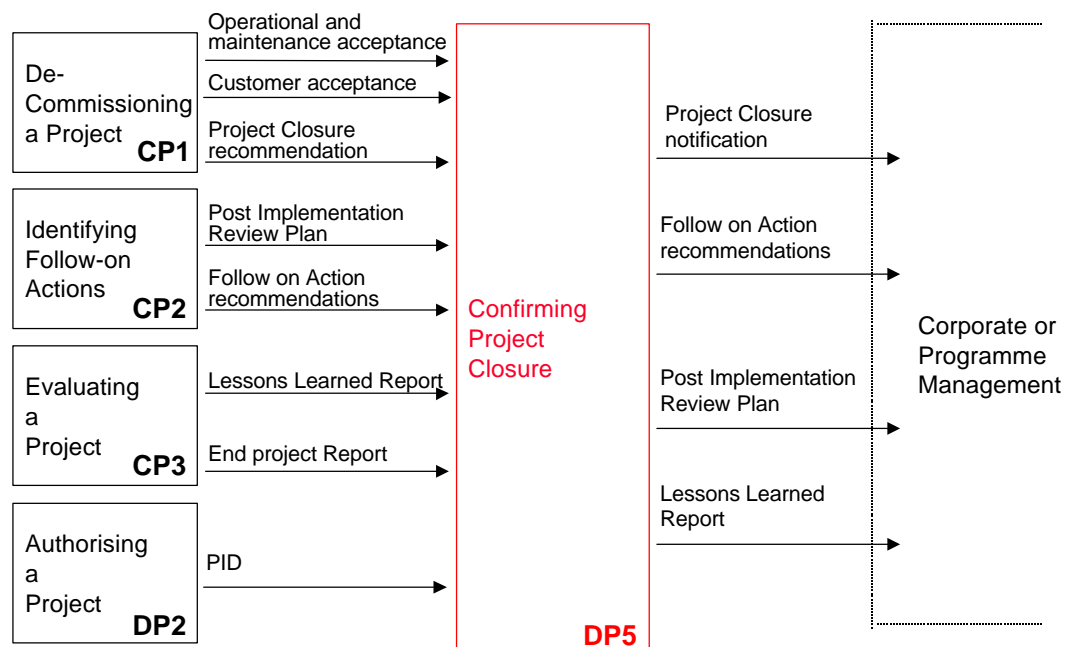 De-
Commissioning
a Project
CP1
Operational and
maintenance acceptance
Customer acceptance
Project Closure
recommendation
Identifying
Follow-on
Actions
CP2
Post Implementation
Review Plan
Follow on Action
recommendations
Evaluating
a
Project
CP3
Lessons Learned Report
End project Report
Authorising
a
Project
DP2
PID
Confirming
Project
Closure
DP5
Project Closure
notification
Follow on Action
recommendations
Post Implementation
Review Plan
Lessons Learned
Report
Corporate or
Programme
Management